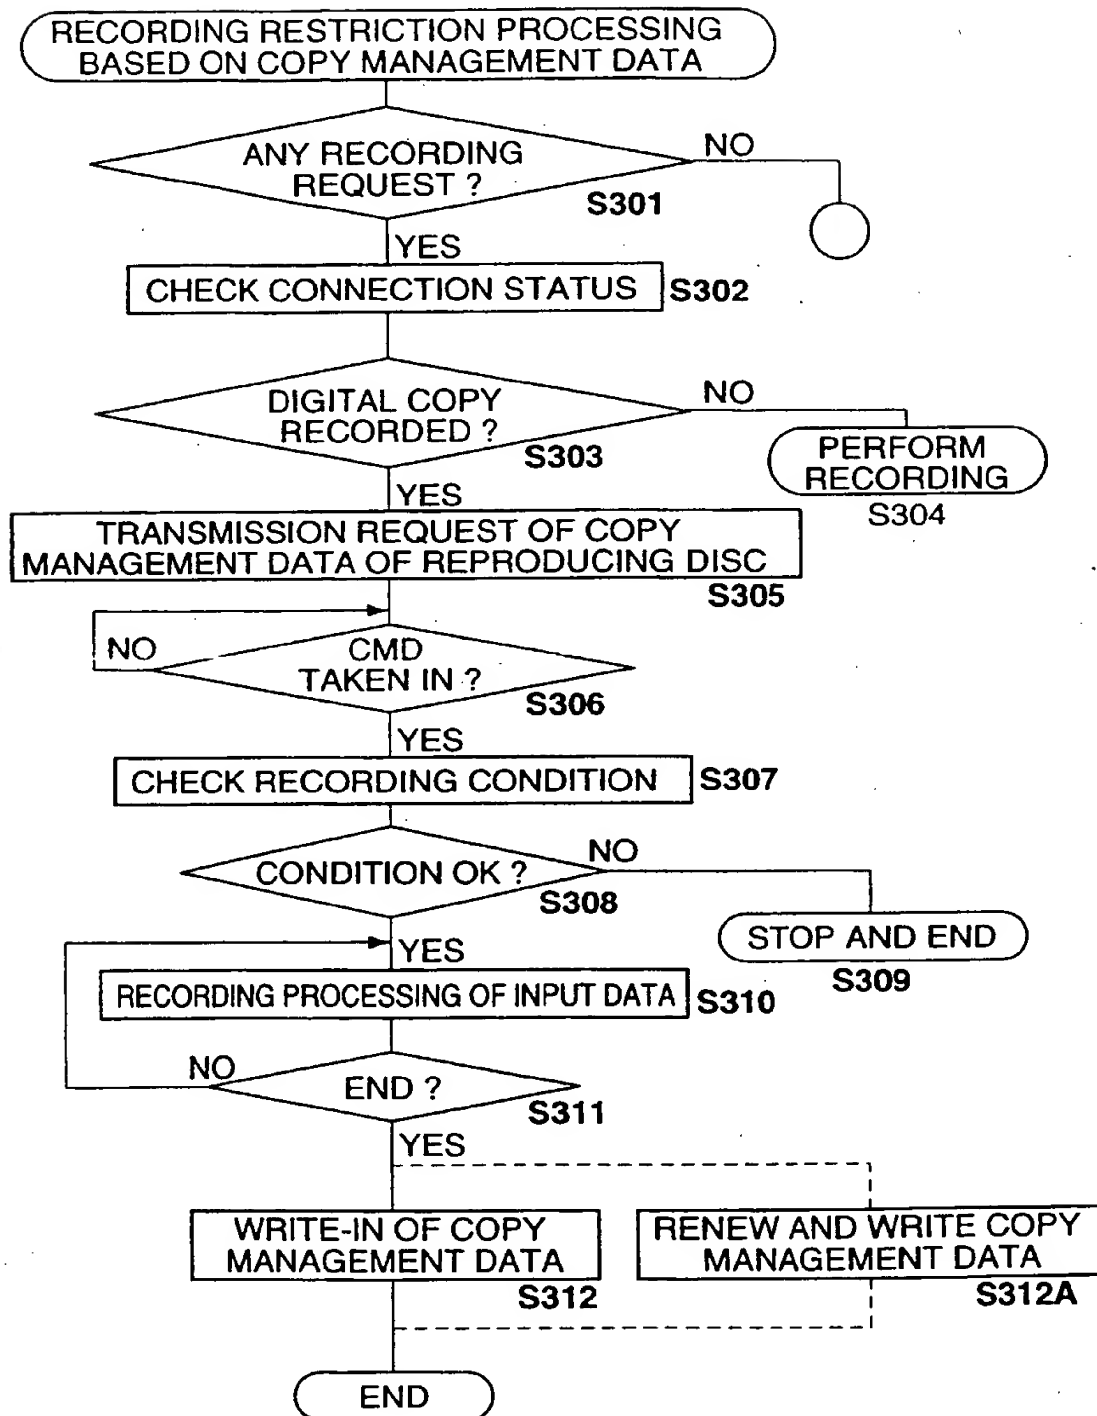 RECORDING RESTRICTION PROCESSING
BASED ON COPY MANAGEMENT DATA
ANY RECORDING
REQUEST ?
S301
NO
YES
CHECK CONNECTION STATUS
S302
DIGITAL COPY
RECORDED ?
S303
NO
PERFORM
RECORDING
S304
YES
TRANSMISSION REQUEST OF COPY
MANAGEMENT DATA OF REPRODUCING DISC
S305
NO
CMD
TAKEN IN ?
S306
YES
CHECK RECORDING CONDITION
S307
CONDITION OK ?
S308
NO
STOP AND END
S309
YES
RECORDING PROCESSING OF INPUT DATA
S310
NO
END ?
S311
YES
WRITE-IN OF COPY
MANAGEMENT DATA
S312
RENEW AND WRITE COPY
MANAGEMENT DATA
S312A
END